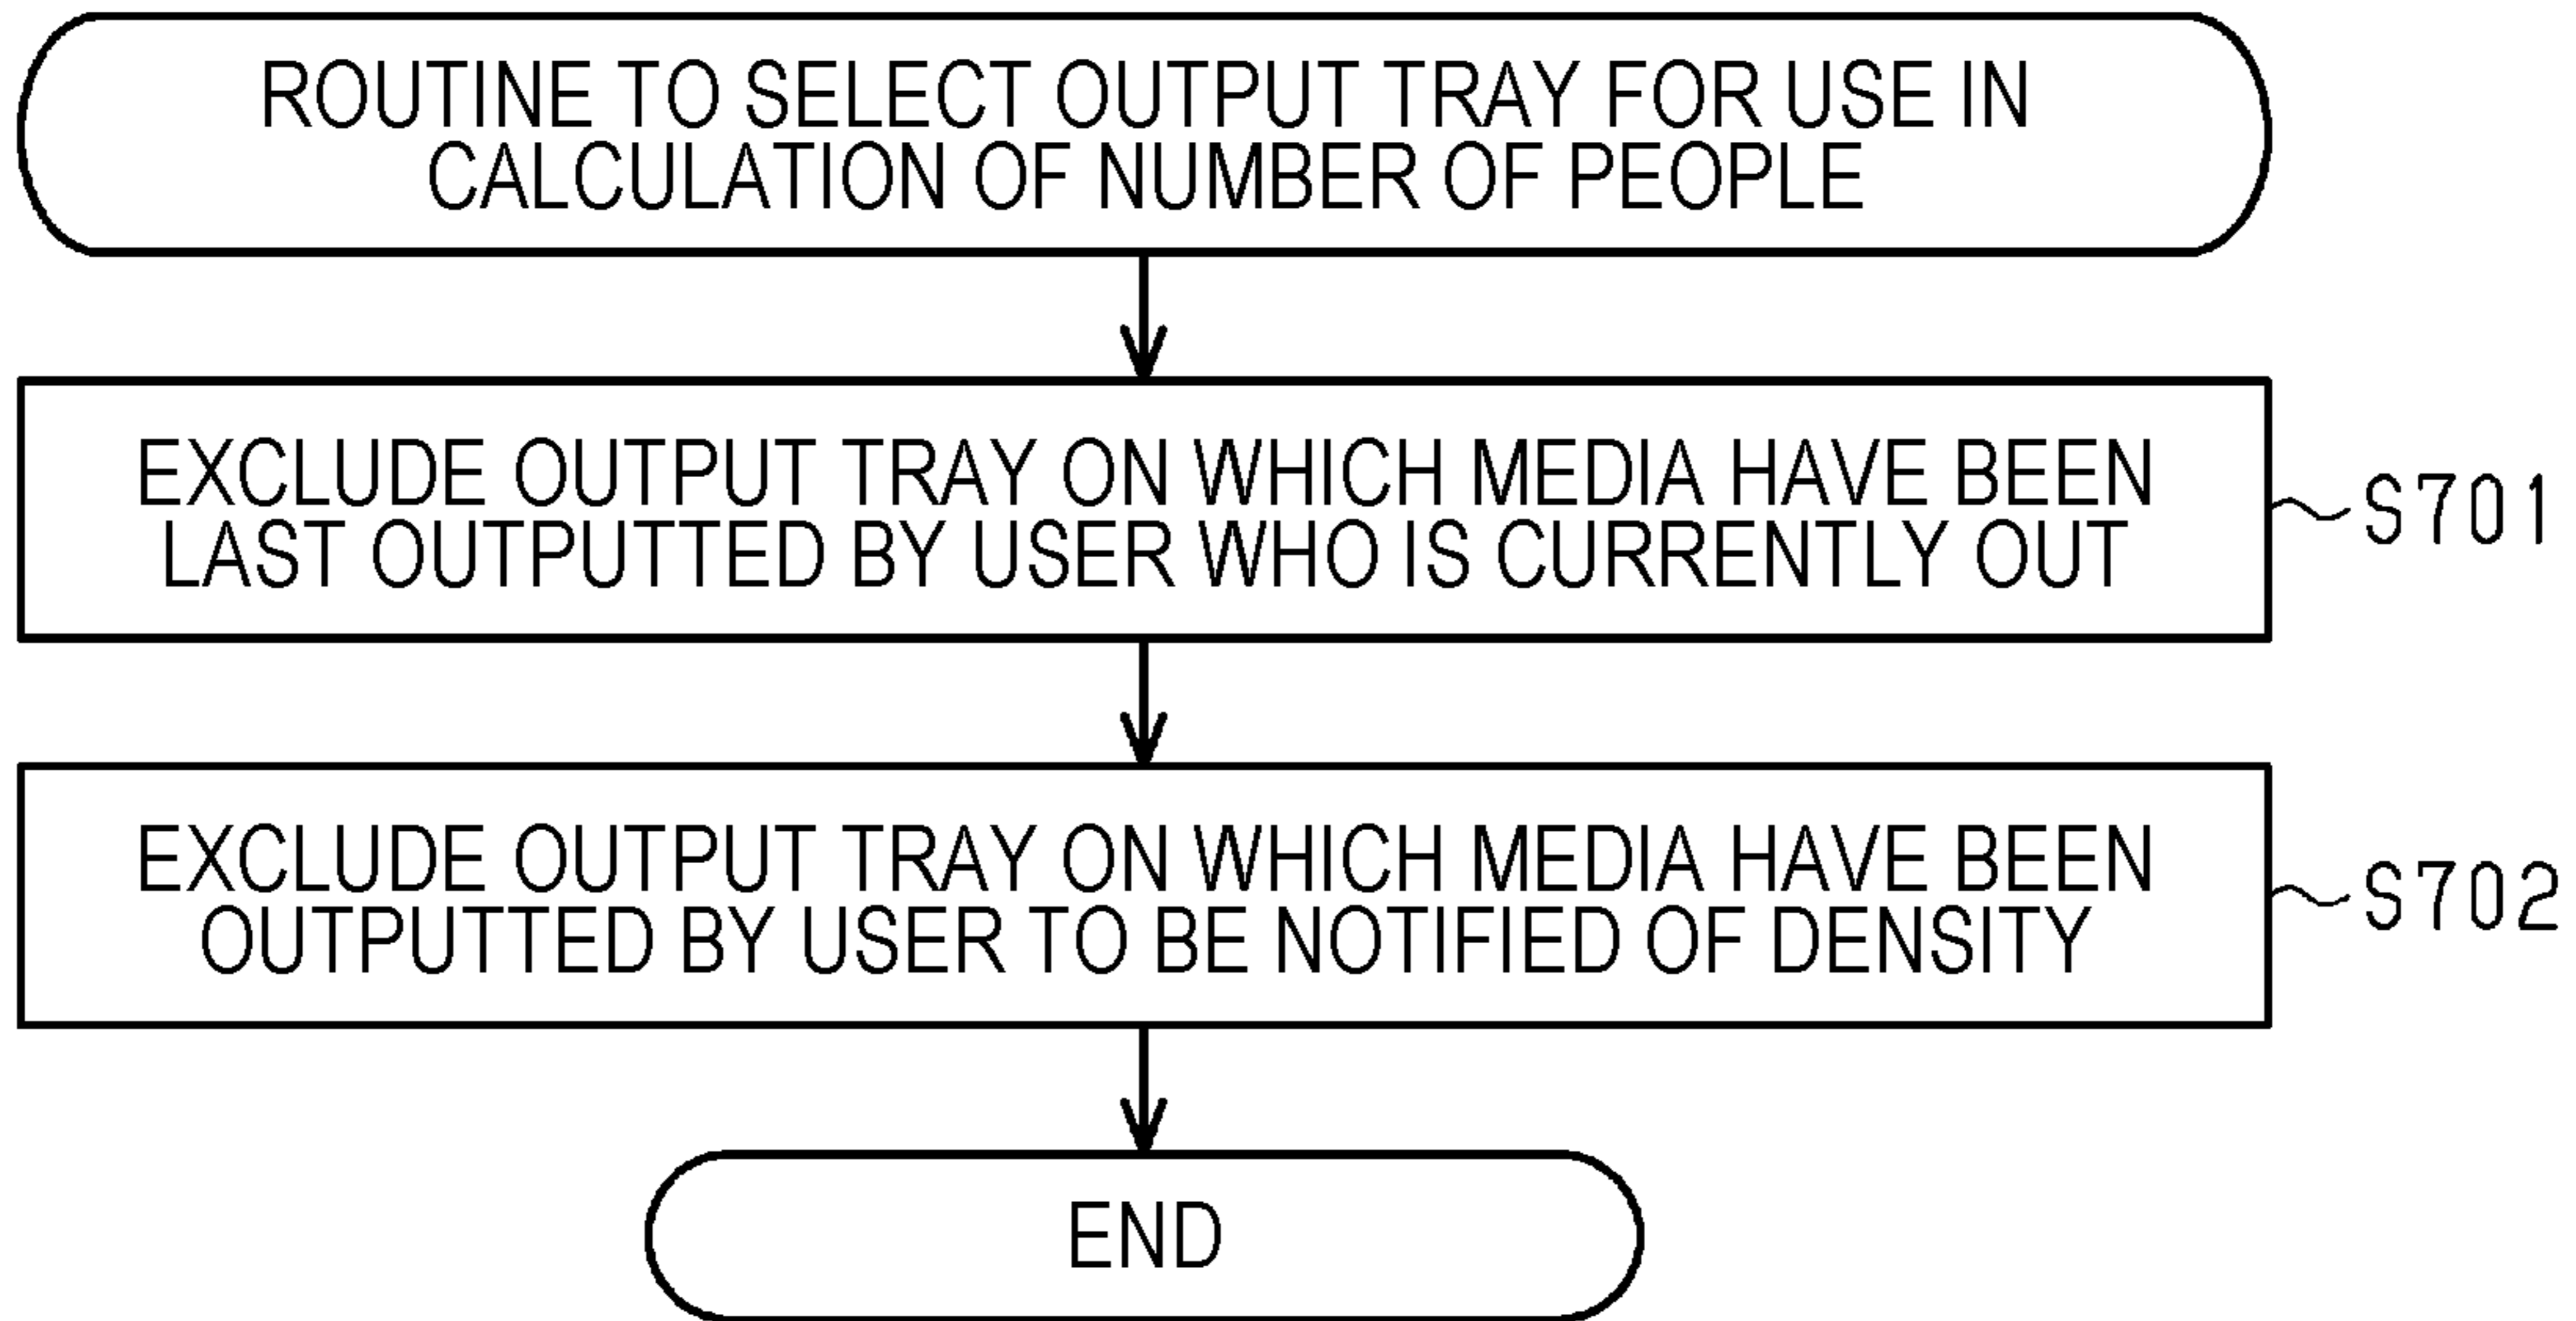 ROUTINE TO SELECT OUTPUT TRAY FOR USE IN
CALCULATION OF NUMBER OF PEOPLE
EXCLUDE OUTPUT TRAY ON WHICH MEDIA HAVE BEEN
LAST OUTPUTTED BY USER WHO IS CURRENTLY OUT
S701
EXCLUDE OUTPUT TRAY ON WHICH MEDIA HAVE BEEN
OUTPUTTED BY USER TO BE NOTIFIED OF DENSITY
S702
END